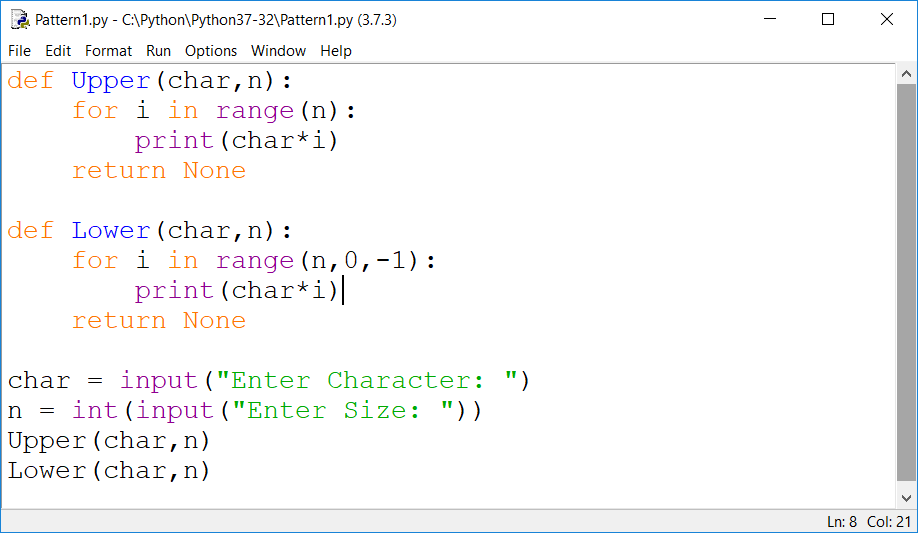 Pattern1.py - C:\Python\Python37-32\Pattern1.py (3.7.3)
File Edit Format Run Options Window Help
def Upper(char,n):
    for i in range(n):
        print(char*i)
    return None

def Lower(char,n):
    for i in range(n,0,-1):
        print(char*i)
    return None

char = input("Enter Character: ")
n = int(input("Enter Size: "))
Upper(char,n)
Lower(char,n)
Ln: 8 Col: 21